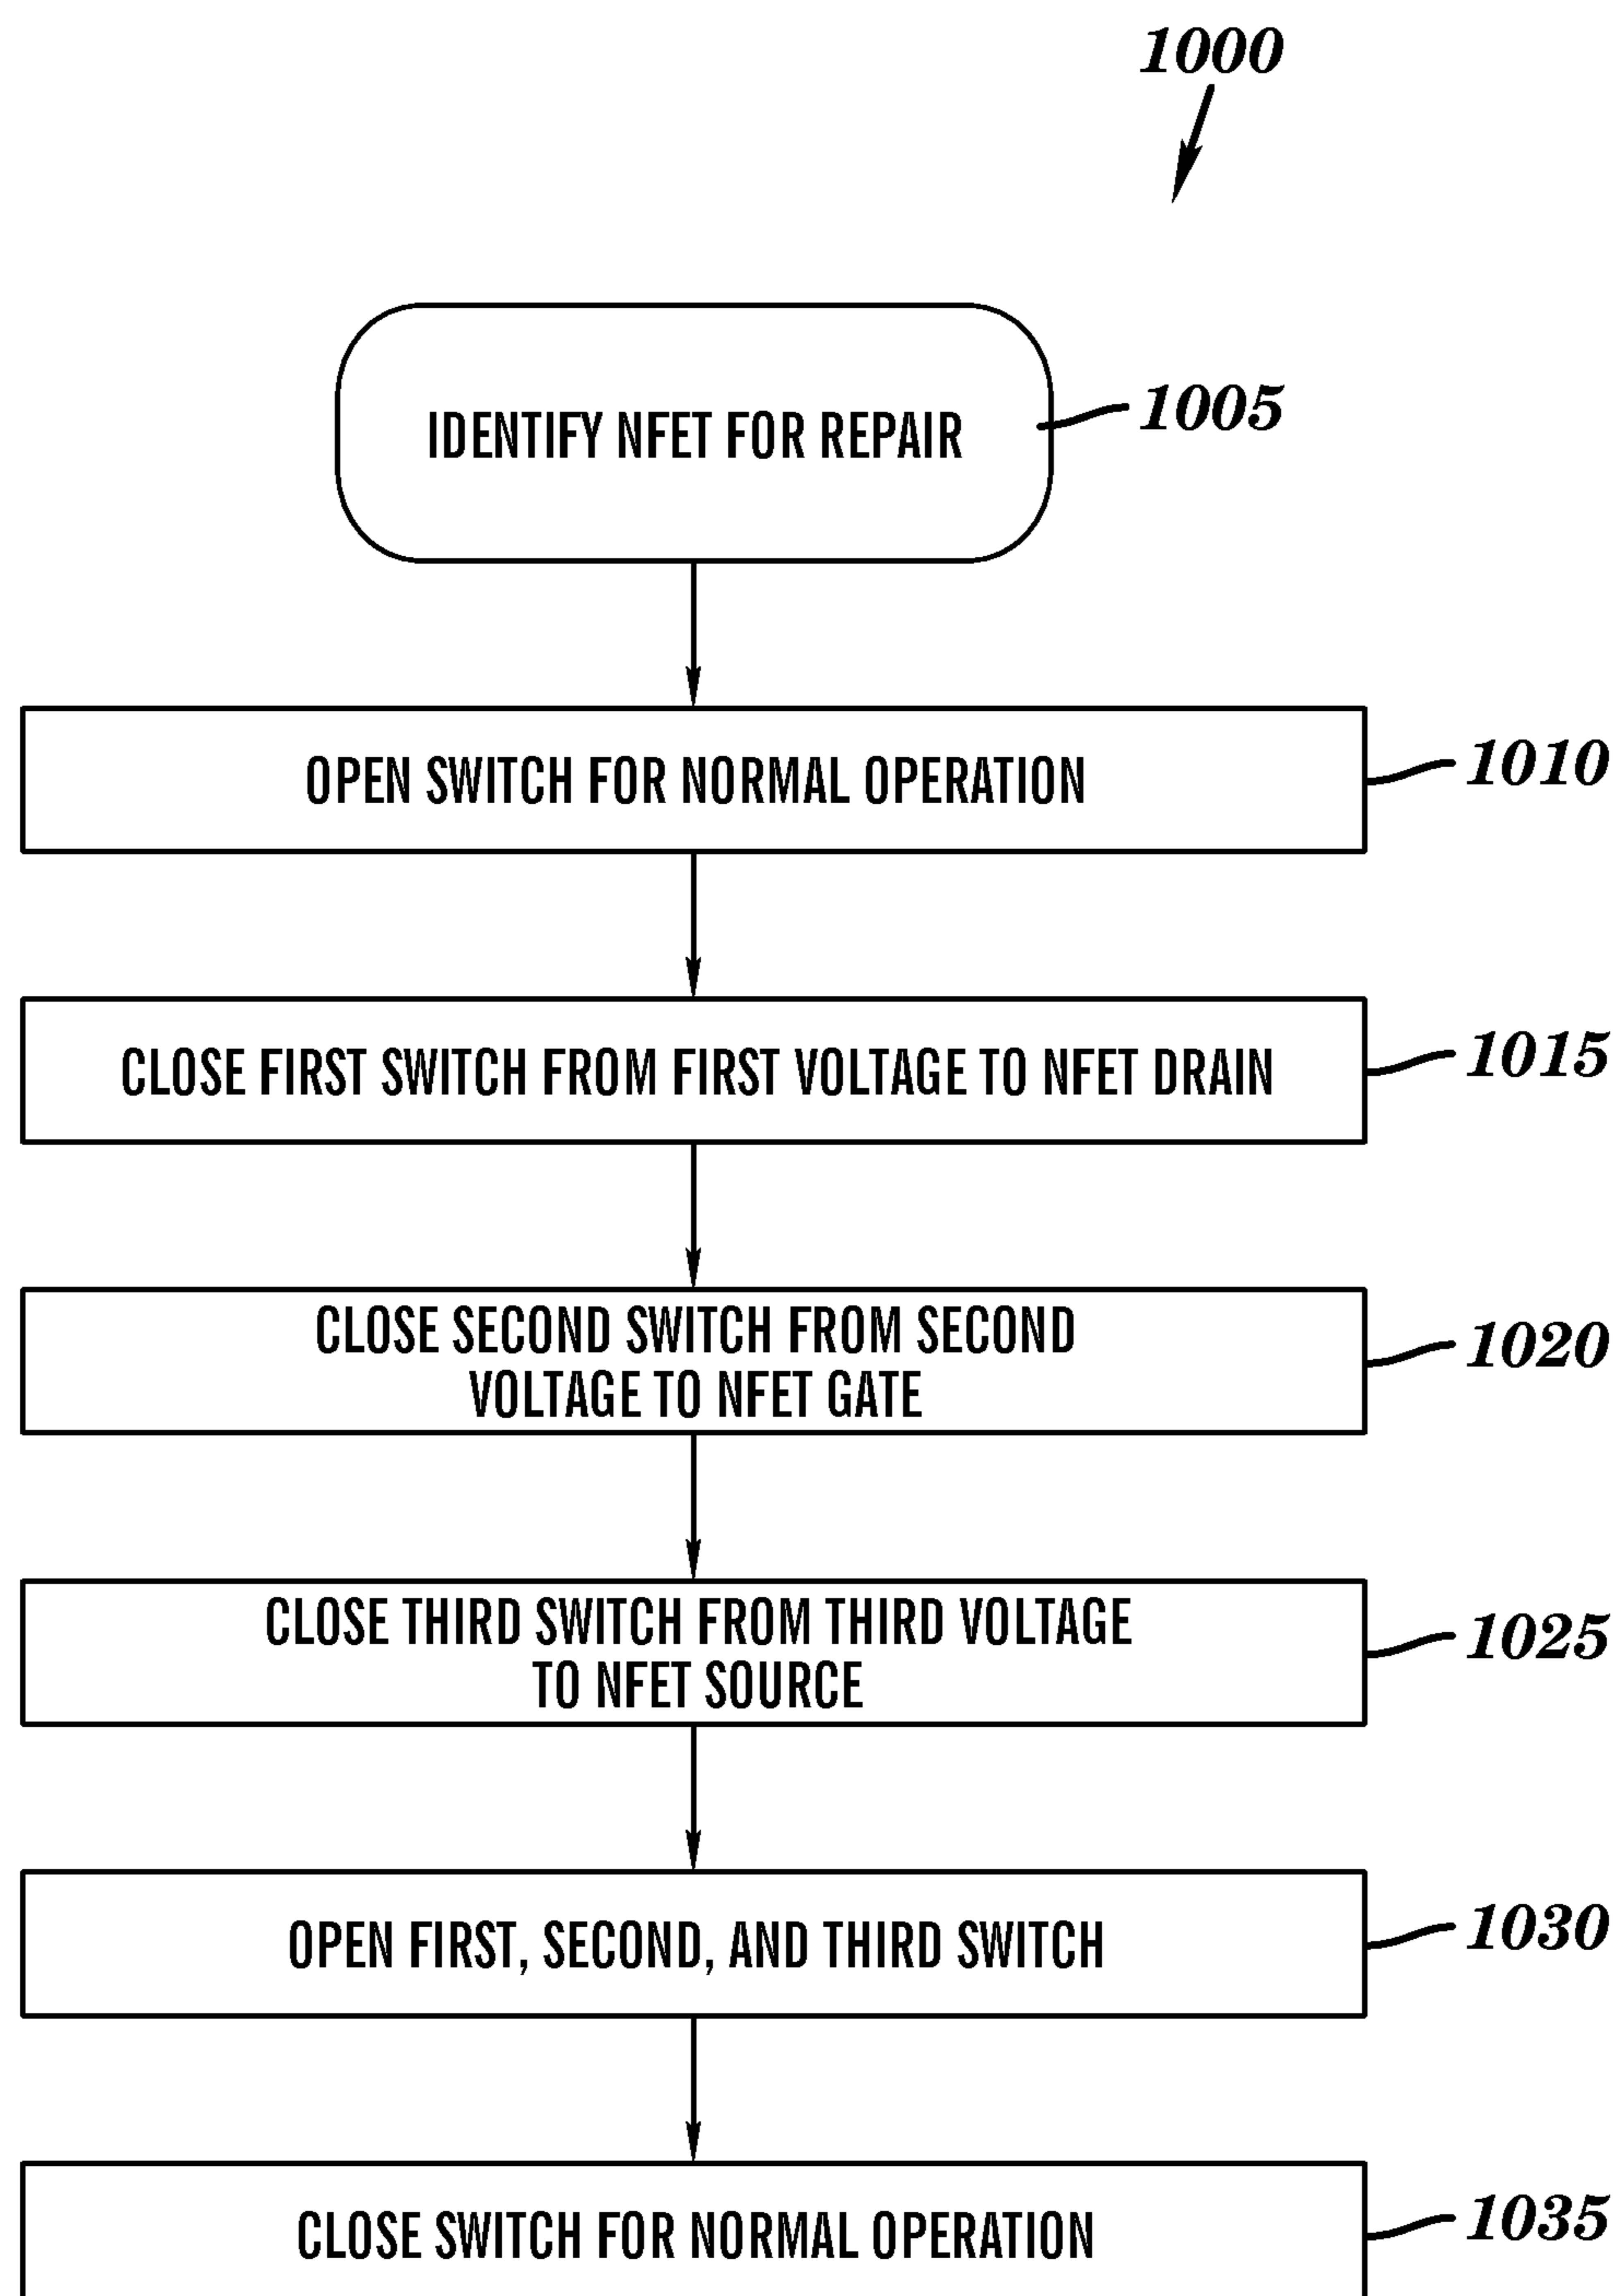 1000
IDENTIFY NFET FOR REPAIR
1005
OPEN SWITCH FOR NORMAL OPERATION
1010
CLOSE FIRST SWITCH FROM FIRST VOLTAGE TO NFET DRAIN
1015
CLOSE SECOND SWITCH FROM SECOND
VOLTAGE TO NFET GATE
1020
CLOSE THIRD SWITCH FROM THIRD VOLTAGE
TO NFET SOURCE
1025
OPEN FIRST, SECOND, AND THIRD SWITCH
1030
CLOSE SWITCH FOR NORMAL OPERATION
1035